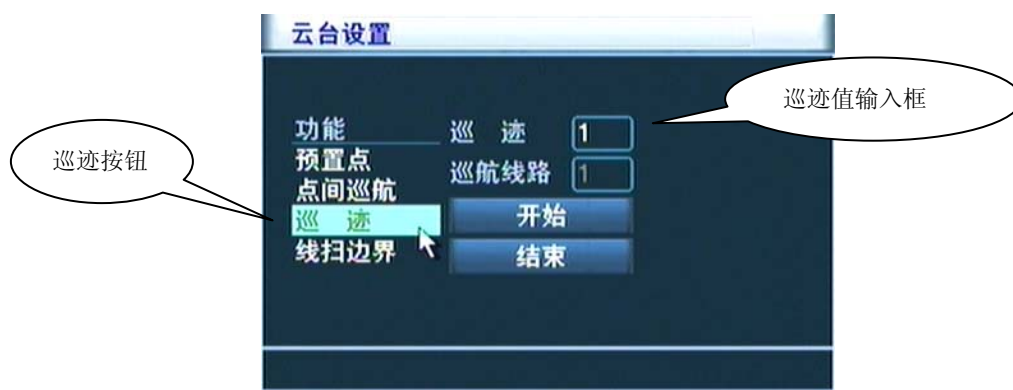 云台设置
巡迹值输入框
功能
巡 迹 1
巡迹按钮
预置点
巡航线路 1
点间巡航
巡 迹
开始
线扫边界
结束